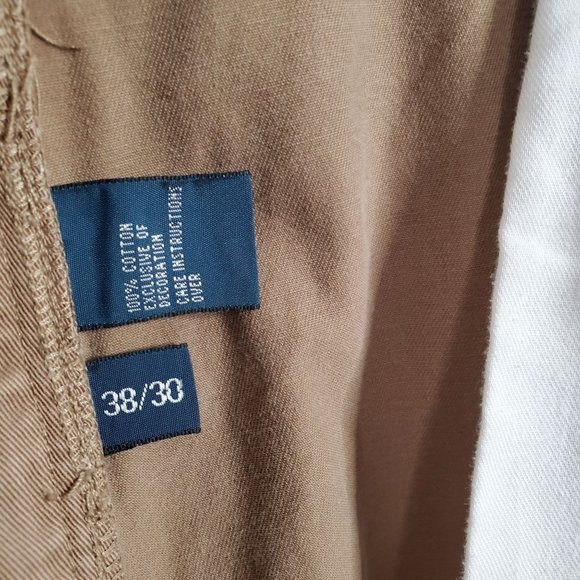 100% COTTON
EXCLUSIVE OF
DECORATION
CARE INSTRUCTIONS
OVER
38/30